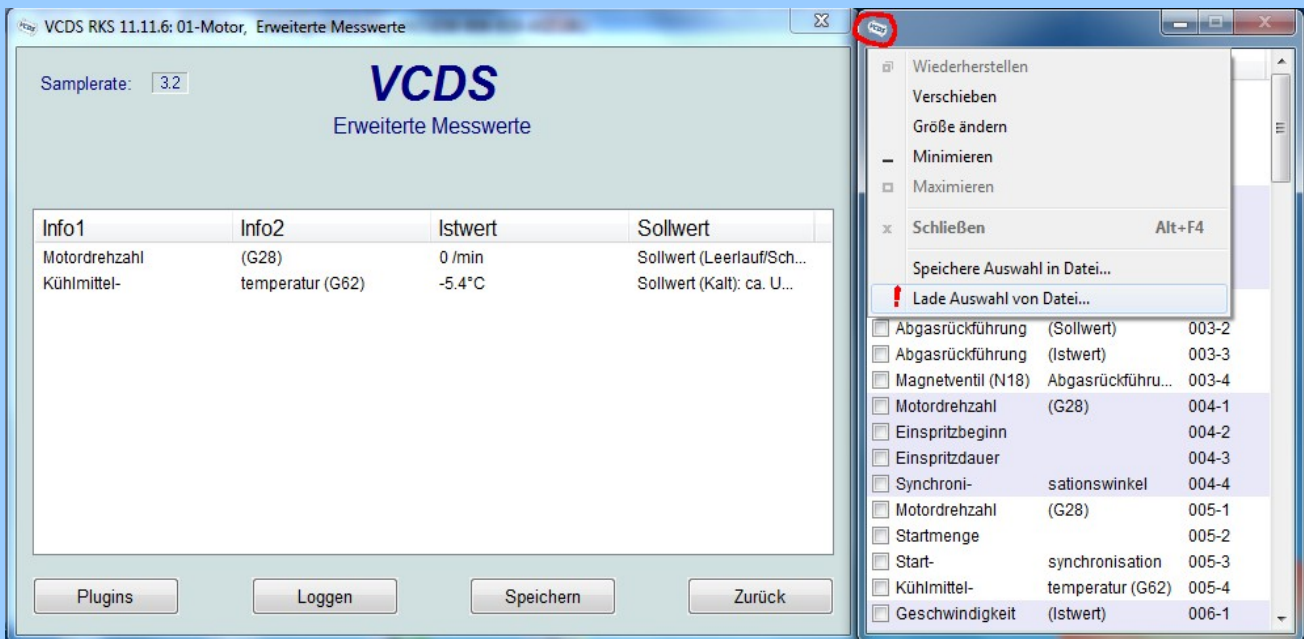 VCDS RKS 11.11.6: 01-Motor, Erweiterte Messwerte
Samplerate: 3.2
VCDS
Erweiterte Messwerte
Info1 Info2 Istwert Sollwert
Motordrehzahl (G28) 0 /min Sollwert (Leerlauf/Sch...
Kühlmittel- temperatur (G62) -5.4°C Sollwert (Kalt): ca. U...
Plugins Loggen Speichern Zurück
Wiederherstellen
Verschieben
Größe ändern
Minimieren
Maximieren
Schließen Alt+F4
Speichere Auswahl in Datei...
! Lade Auswahl von Datei...
Abgasrückführung (Sollwert) 003-2
Abgasrückführung (Istwert) 003-3
Magnetventil (N18) Abgasrückführu... 003-4
Motordrehzahl (G28) 004-1
Einspritzbeginn 004-2
Einspritzdauer 004-3
Synchroni- sationswinkel 004-4
Motordrehzahl (G28) 005-1
Startmenge 005-2
Start- synchronisation 005-3
Kühlmittel- temperatur (G62) 005-4
Geschwindigkeit (Istwert) 006-1